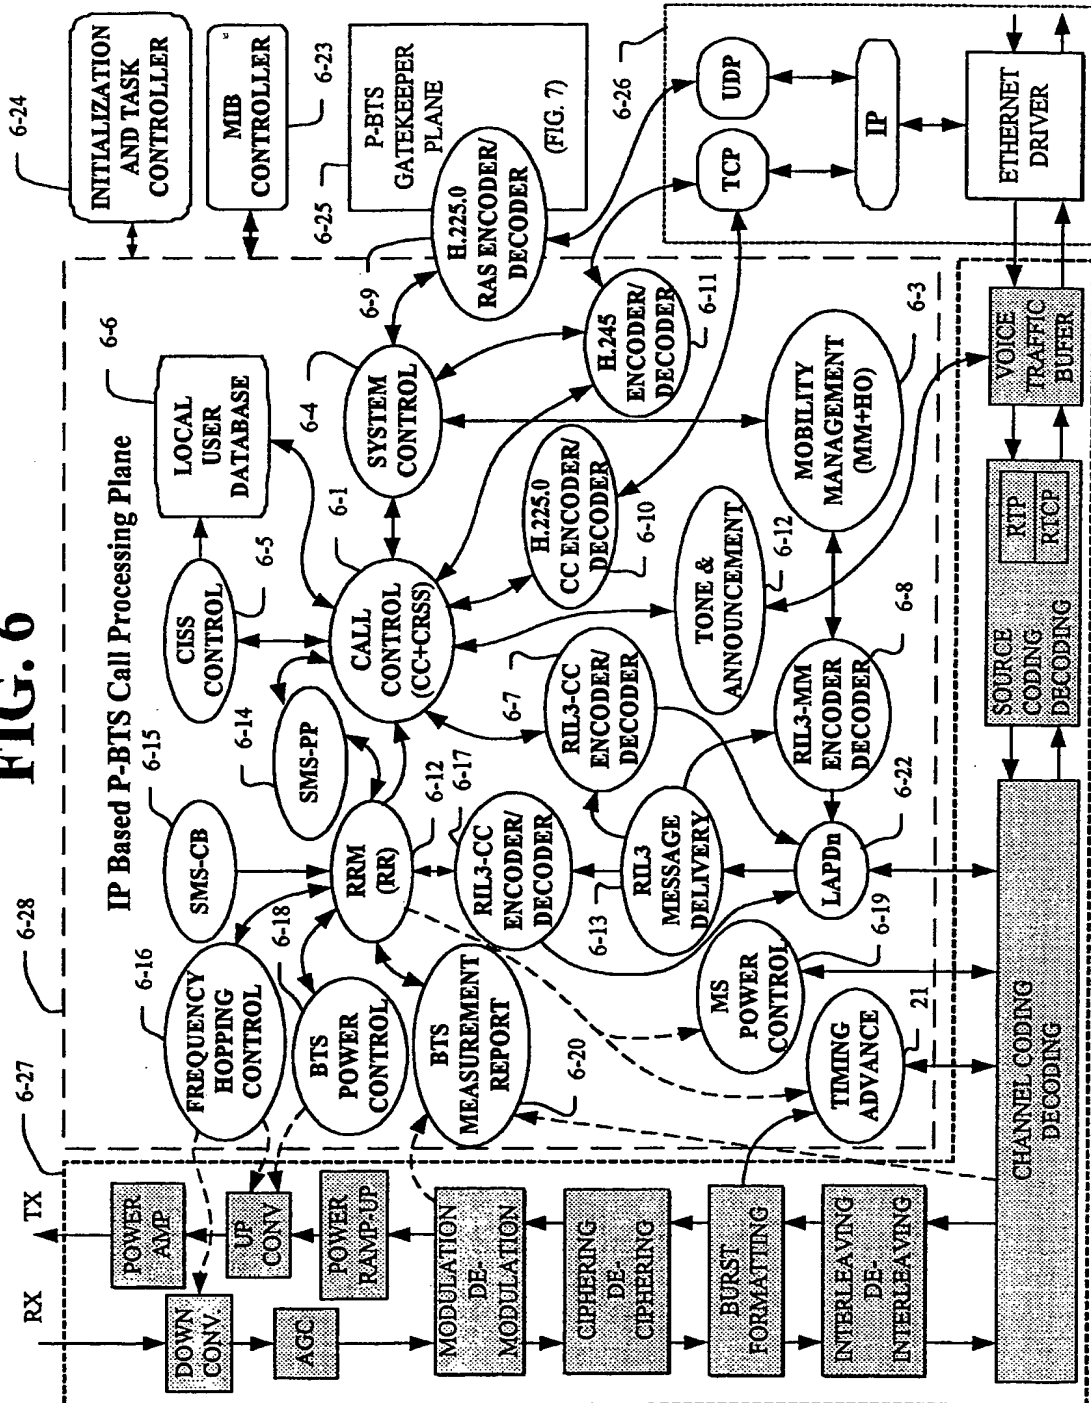 FIG. 6
6-27
6-28
IP Based P-BTS Call Processing Plane
RX
TX
DOWN
CONV.
AGC
POWER
AMP
UP
CONV
POWER
RAMP-UP
MODULATION
DE-
MODULATION
CIPHERING
DE-
CIPHERING
BURST
FORMATTING
INTERLEAVING
DE-
INTERLEAVING
CHANNEL CODING
DECODING
6-16
FREQUENCY
HOPPING
CONTROL
6-18
BTS
POWER
CONTROL
BTS
MEASUREMENT
REPORT
6-20
MS
POWER
CONTROL
6-19
TIMING
ADVANCE
21
6-15
SMS-CB
6-14
SMS-PP
RRM
(RR)
6-12
6-17
RIL3-CC
ENCODER/
DECODER
6-13
RIL3
MESSAGE
DELIVERY
LAPDn
6-22
6-5
CISS
CONTROL
6-6
LOCAL
USER
DATABASE
6-1
CALL
CONTROL
(CC+CRSS)
6-7
RIL3-CC
ENCODER/
DECODER
RIL3-MM
ENCODER
DECODER
6-8
6-4
SYSTEM
CONTROL
H.225.0
CC ENCODER/
DECODER
6-10
TONE &
ANNOUNCEMENT
6-12
MOBILITY
MANAGEMENT
(MM+HO)
6-3
6-9
H.225.0
RAS ENCODER/
DECODER
H.245
ENCODER/
DECODER
6-11
6-24
INITIALIZATION
AND TASK
CONTROLLER
MIB
CONTROLLER
6-23
6-25
P-BTS
GATEKEEPER
PLANE
(FIG. 7)
6-26
TCP
UDP
IP
ETHERNET
DRIVER
VOICE
TRAFFIC
BUFER
SOURCE
CODING
DECODING
RTP
RTCP